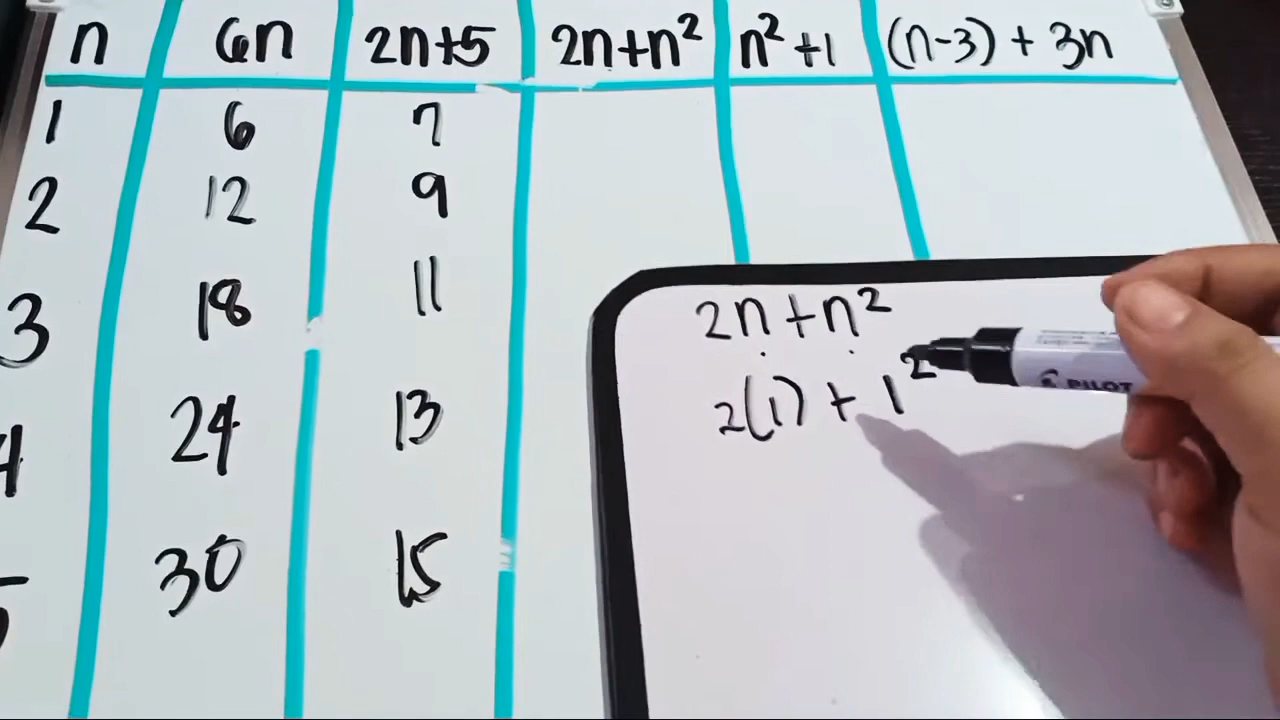 n 6n 2n+5 2n+n² n²+1 (n-3)+3n
1 6 7
2 12 9
3 18 11
4 24 13
5 30 15
2n+n²
2(1)+1²
PILOT